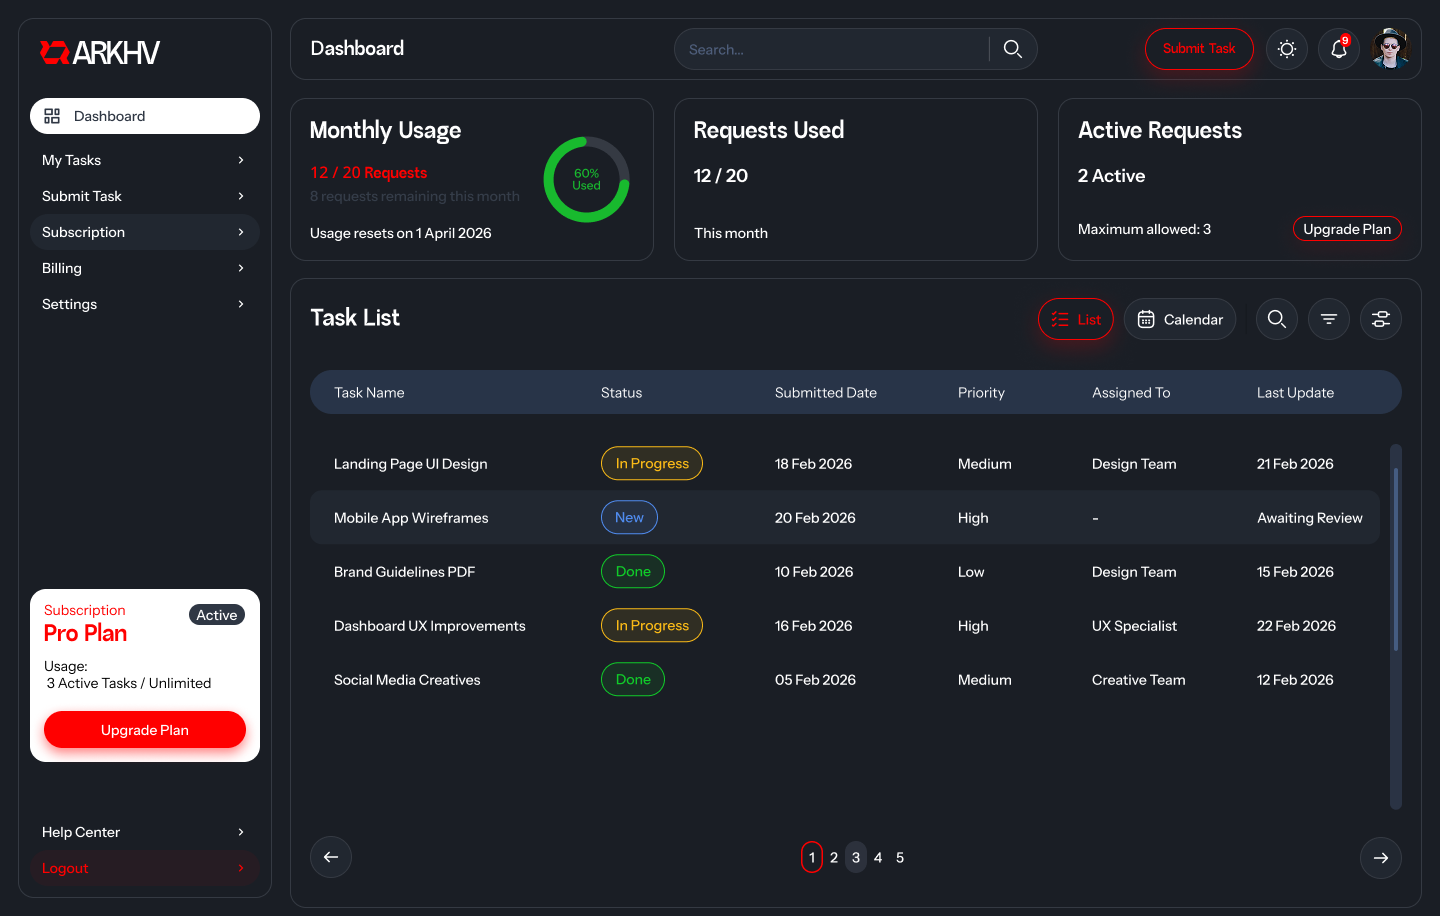 ARKHV
Dashboard
My Tasks
Submit Task
Subscription
Billing
Settings
Subscription
Active
Pro Plan
Usage:
3 Active Tasks / Unlimited
Upgrade Plan
Help Center
Logout
Dashboard
Search...
Submit Task
9
Monthly Usage
12 / 20 Requests
8 requests remaining this month
Usage resets on 1 April 2026
60%
Used
Requests Used
12 / 20
This month
Active Requests
2 Active
Maximum allowed: 3
Upgrade Plan
Task List
List
Calendar
Task Name Status Submitted Date Priority Assigned To Last Update
Landing Page UI Design In Progress 18 Feb 2026 Medium Design Team 21 Feb 2026
Mobile App Wireframes New 20 Feb 2026 High - Awaiting Review
Brand Guidelines PDF Done 10 Feb 2026 Low Design Team 15 Feb 2026
Dashboard UX Improvements In Progress 16 Feb 2026 High UX Specialist 22 Feb 2026
Social Media Creatives Done 05 Feb 2026 Medium Creative Team 12 Feb 2026
1 2 3 4 5